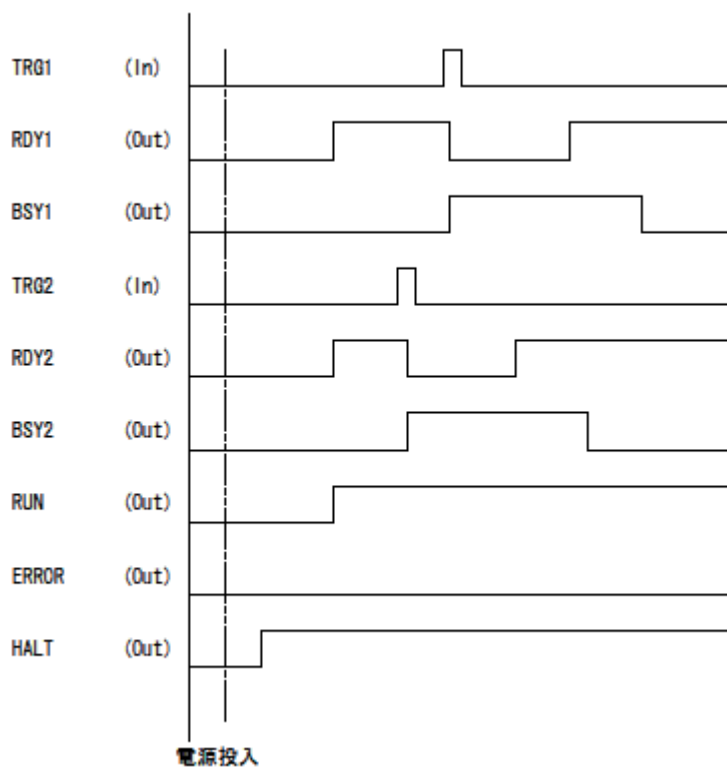 TRG1 (In)
RDY1 (Out)
BSY1 (Out)
TRG2 (In)
RDY2 (Out)
BSY2 (Out)
RUN (Out)
ERROR (Out)
HALT (Out)
電源投入